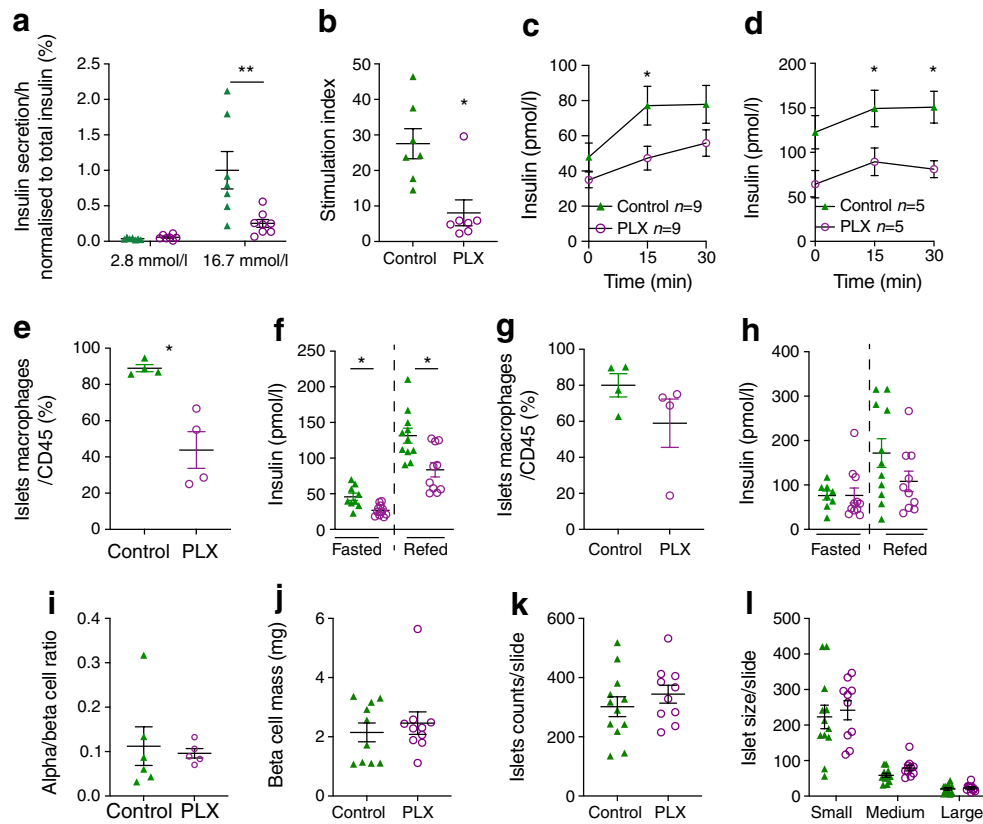 a
Insulin secretion/h
normalised to total insulin (%)
2.5
2.0
1.5
1.0
0.5
0.0
**
2.8 mmol/l
16.7 mmol/l
b
Stimulation index
50
40
30
20
10
0
*
Control
PLX
c
Insulin (pmol/l)
100
80
60
40
20
0
*
Control n=9
PLX n=9
0
15
30
Time (min)
d
Insulin (pmol/l)
200
150
100
50
0
*
*
Control n=5
PLX n=5
0
15
30
Time (min)
e
Islets macrophages
/CD45 (%)
100
80
60
40
20
0
*
Control
PLX
f
Insulin (pmol/l)
250
200
150
100
50
0
*
*
Fasted
Refed
g
Islets macrophages
/CD45 (%)
100
80
60
40
20
0
Control
PLX
h
Insulin (pmol/l)
400
300
200
100
0
Fasted
Refed
i
Alpha/beta cell ratio
0.4
0.3
0.2
0.1
0.0
Control
PLX
j
Beta cell mass (mg)
6
4
2
0
Control
PLX
k
Islets counts/slide
600
400
200
0
Control
PLX
l
Islet size/slide
500
400
300
200
100
0
Small
Medium
Large